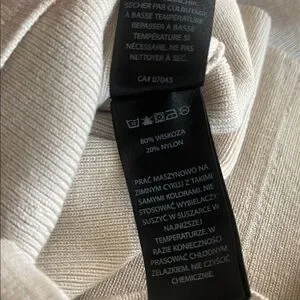 SÉCHER PAR CULBUTAGE
À BASSE TEMPÉRATURE
REPASSER À BASSE
TEMPÉRATURE SI
NÉCESSAIRE. NE PAS
NETTOYER À SEC.
CA# 07043
80% WISKOZA
20% NYLON
PRAĆ MASZYNOWO NA
ZIMNYM CYKLU Z TAKIMI
SAMYMI KOLORAMI. NIE
STOSOWAĆ WYBIELACZY.
SUSZYĆ W SUSZARCE W
NAJNIŻSZEJ
TEMPERATURZE. W
RAZIE KONIECZNOŚCI
PRASOWAĆ CHŁODNYM
ŻELAZKIEM. NIE CZYŚCIĆ
CHEMICZNIE.